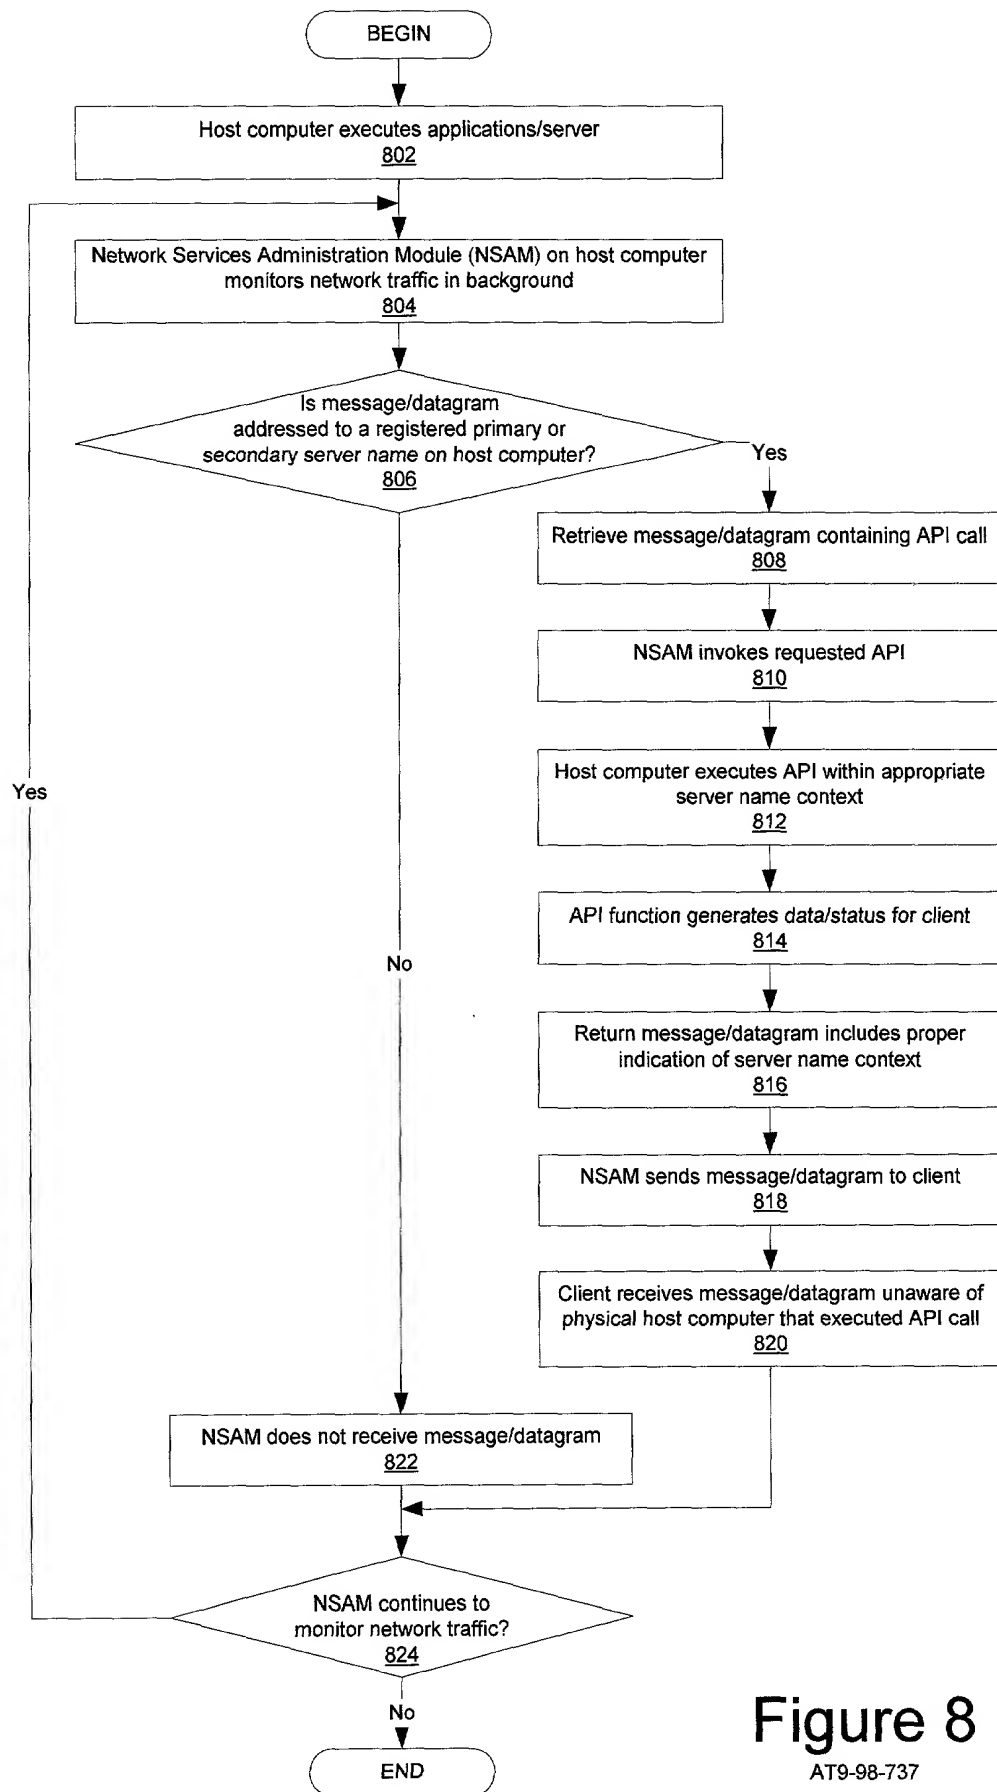 BEGIN
Host computer executes applications/server
802
Network Services Administration Module (NSAM) on host computer
monitors network traffic in background
804
Is message/datagram
addressed to a registered primary or
secondary server name on host computer?
806
Yes
Retrieve message/datagram containing API call
808
NSAM invokes requested API
810
Host computer executes API within appropriate
server name context
812
Yes
API function generates data/status for client
814
No
Return message/datagram includes proper
indication of server name context
816
NSAM sends message/datagram to client
818
Client receives message/datagram unaware of
physical host computer that executed API call
820
NSAM does not receive message/datagram
822
NSAM continues to
monitor network traffic?
824
No
END
Figure 8
AT9-98-737